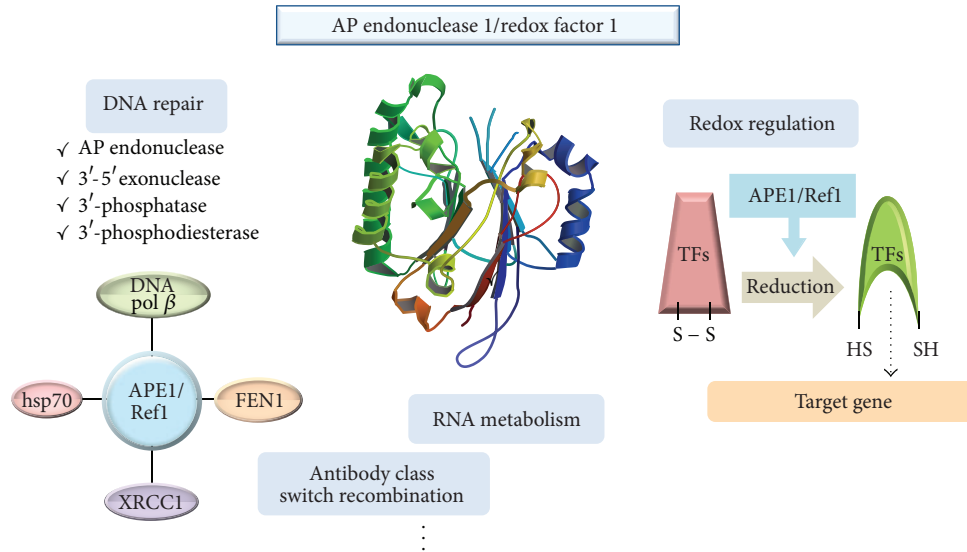 AP endonuclease 1/redox factor 1
DNA repair
✓ AP endonuclease
✓ 3′-5′ exonuclease
✓ 3′-phosphatase
✓ 3′-phosphodiesterase
DNA
pol β
hsp70
APE1/
Ref1
FEN1
XRCC1
RNA metabolism
Antibody class
switch recombination
⋮
Redox regulation
APE1/Ref1
TFs
Reduction
TFs
S – S
HS
SH
Target gene